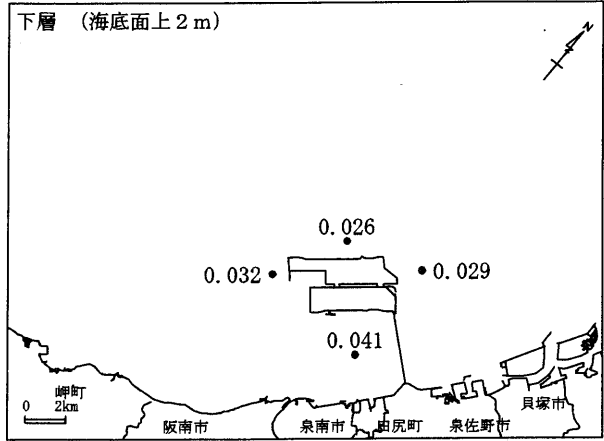 下層 (海底面上2m)
N
0.026
0.032
0.029
0.041
岬町
0 2km
阪南市
泉南市
田尻町
泉佐野市
貝塚市